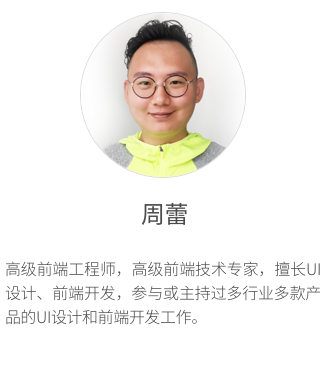 周蕾
高级前端工程师，高级前端技术专家，擅长UI
设计、前端开发，参与或主持过多行业多款产
品的UI设计和前端开发工作。